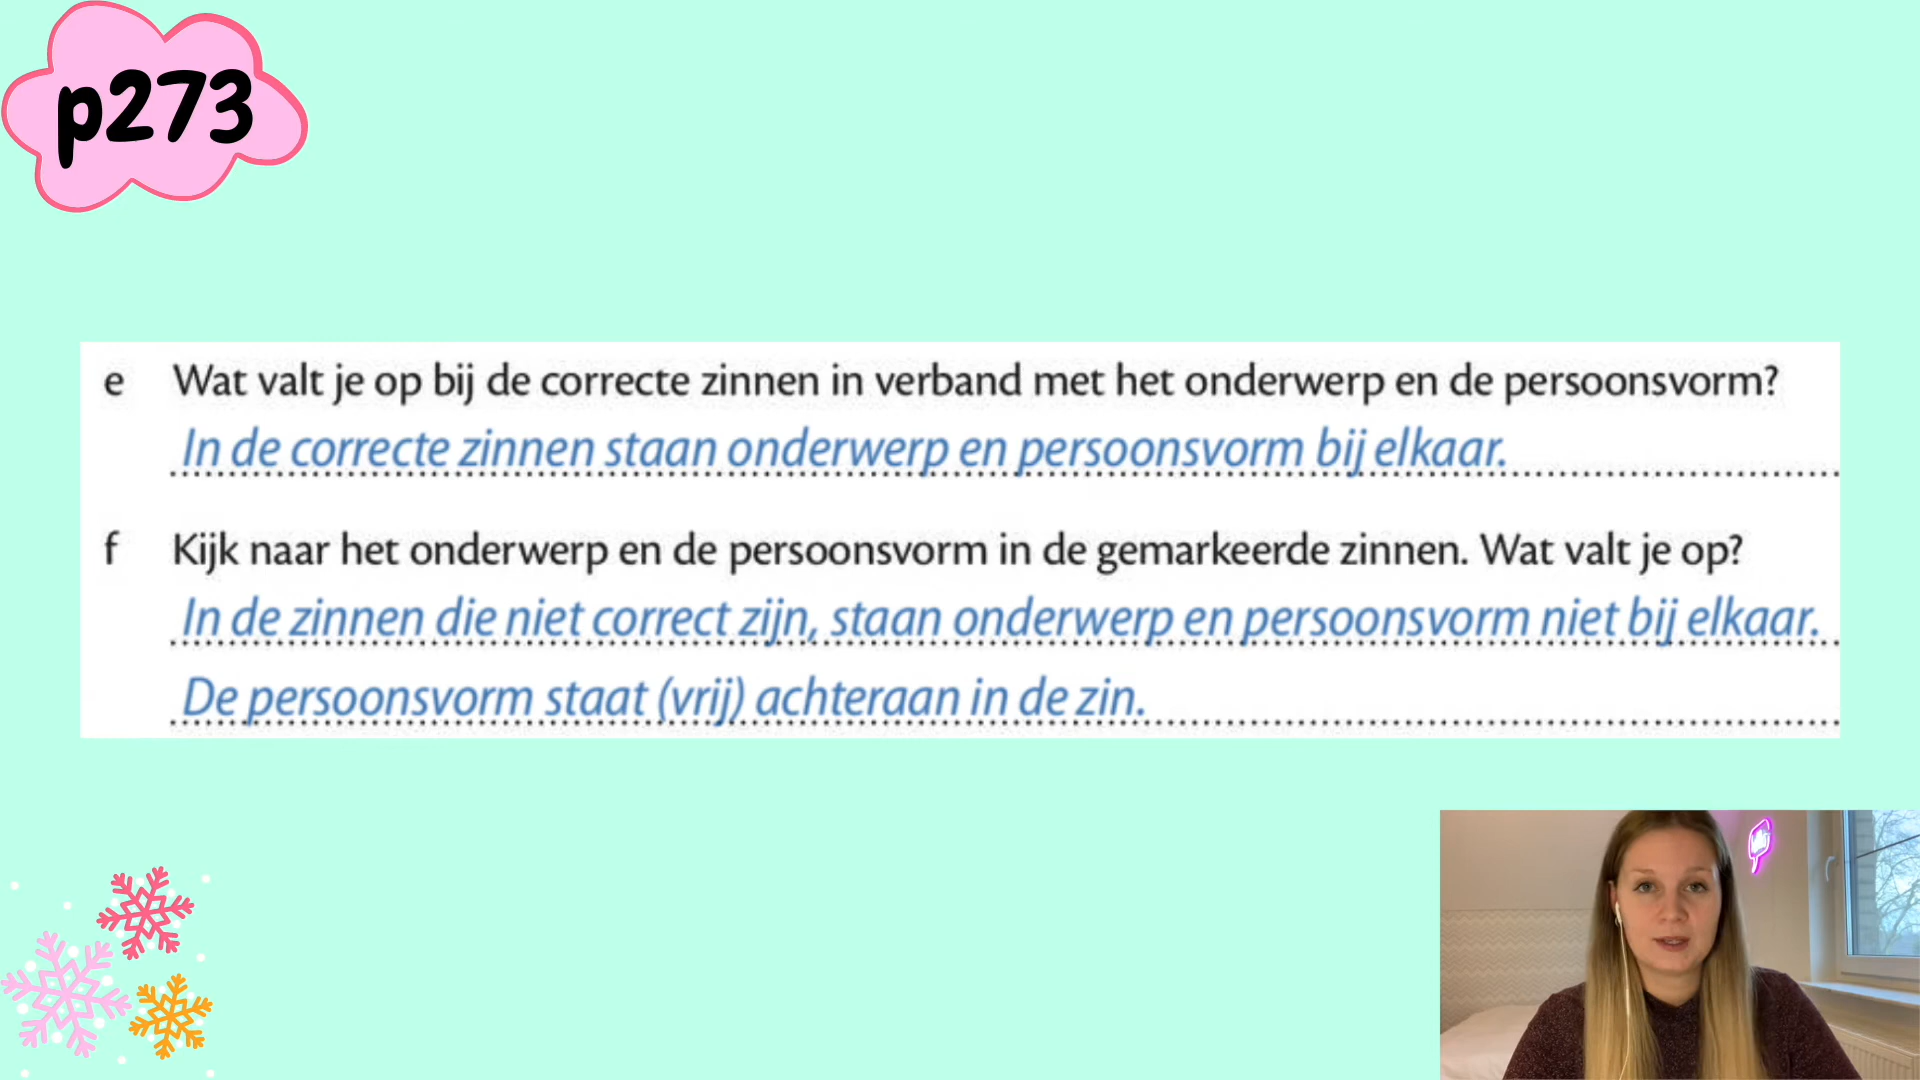 p273
e Wat valt je op bij de correcte zinnen in verband met het onderwerp en de persoonsvorm?
In de correcte zinnen staan onderwerp en persoonsvorm bij elkaar.
f Kijk naar het onderwerp en de persoonsvorm in de gemarkeerde zinnen. Wat valt je op?
In de zinnen die niet correct zijn, staan onderwerp en persoonsvorm niet bij elkaar.
De persoonsvorm staat (vrij) achteraan in de zin.